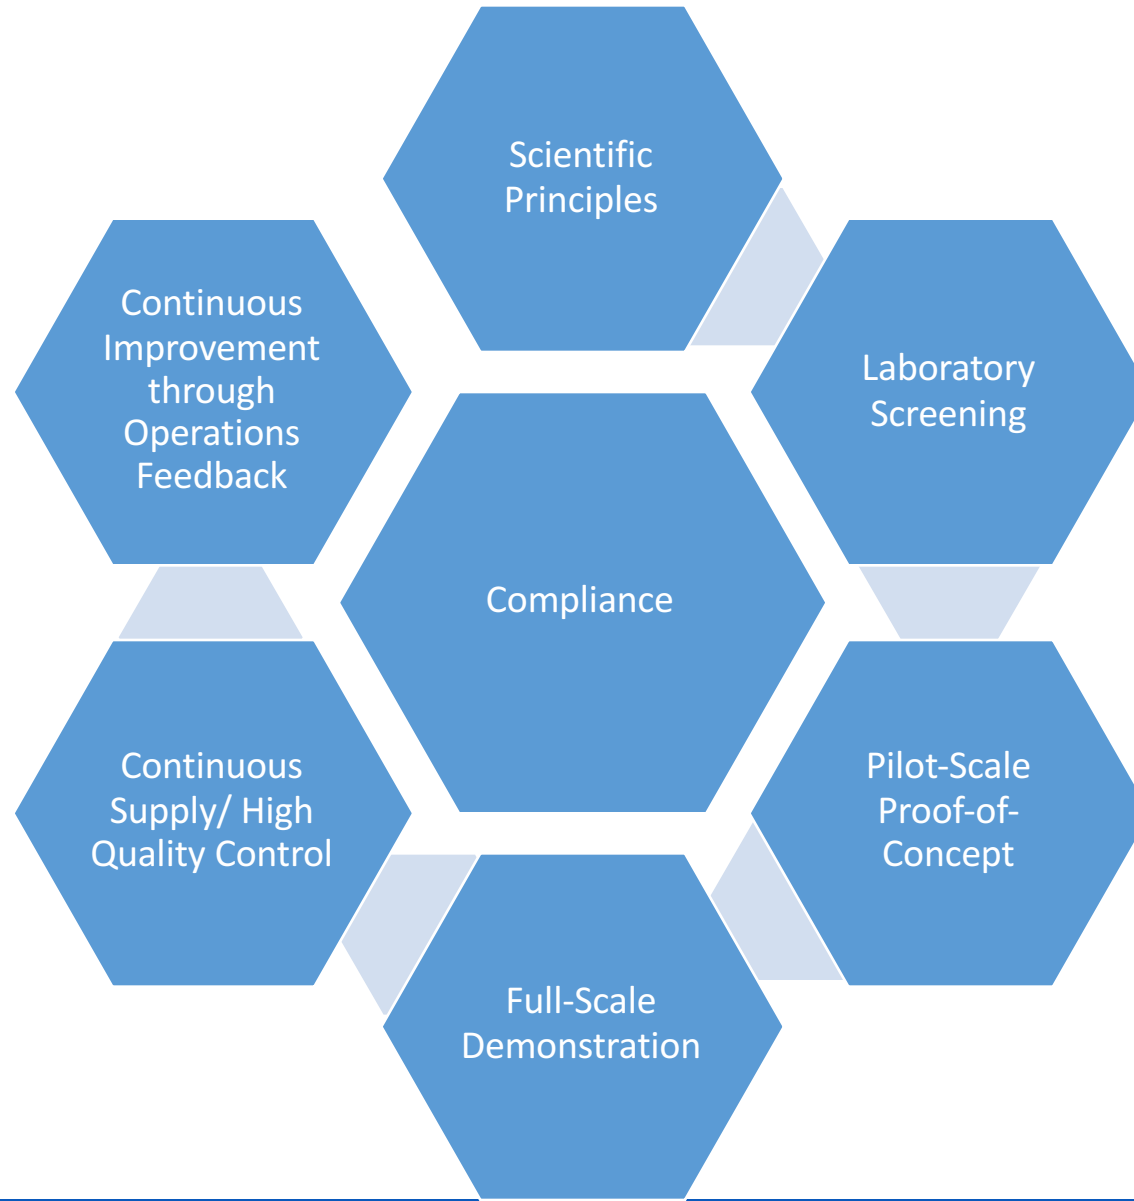 Scientific
Principles
Laboratory
Screening
Pilot-Scale
Proof-of-
Concept
Full-Scale
Demonstration
Continuous
Supply/ High
Quality Control
Continuous
Improvement
through
Operations
Feedback
Compliance